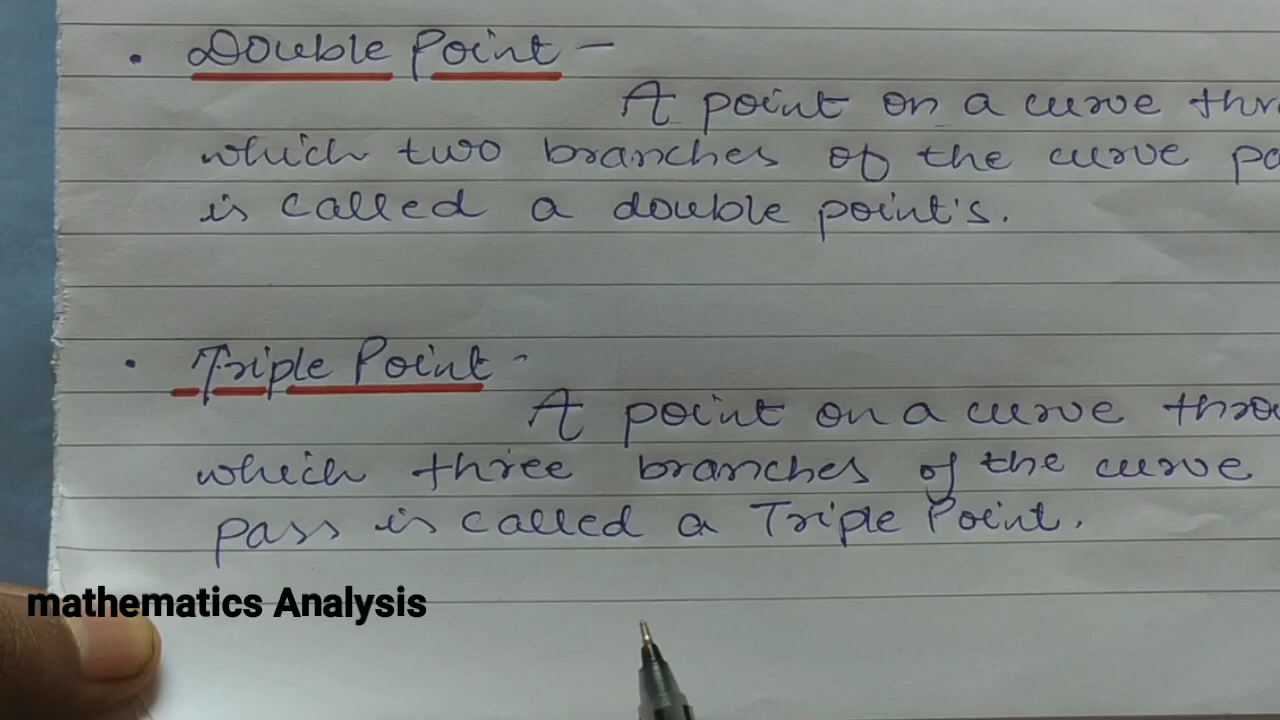 • Double Point -
A point on a curve thr
which two branches of the curve pa
is called a double point's.
• Triple Point -
A point on a curve throu
which three branches of the curve
pass is called a Triple Point.
mathematics Analysis